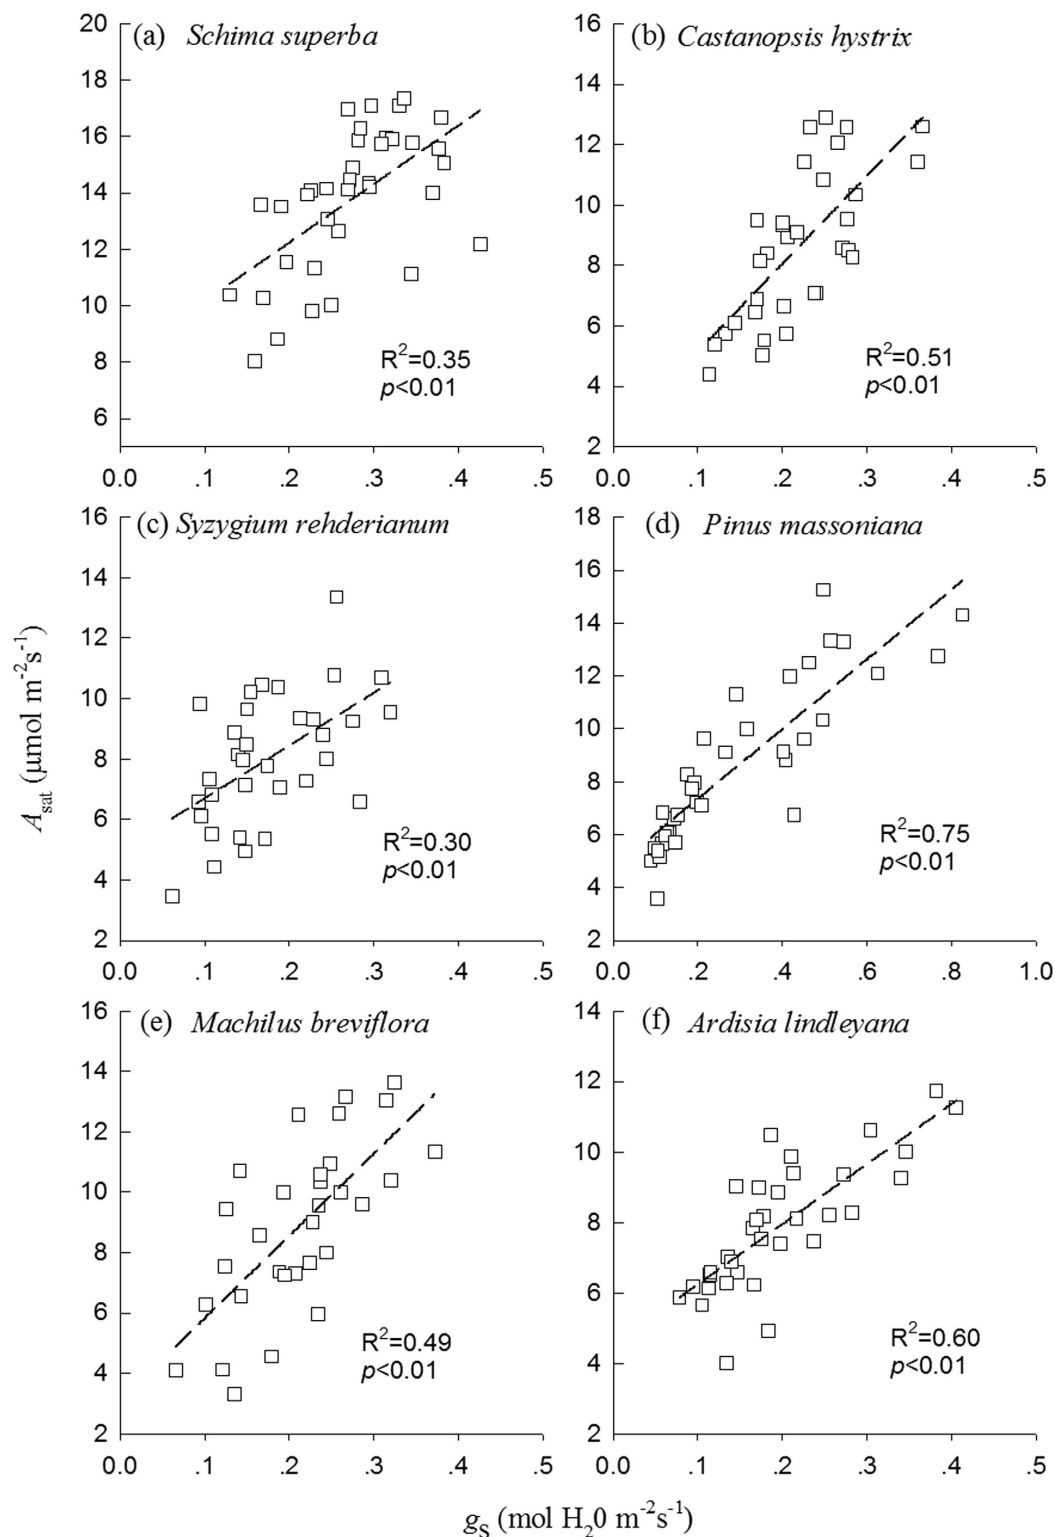 (a) Schima superba
20
18
16
14
12
10
8
6
0.0 .1 .2 .3 .4 .5
R²=0.35
p<0.01
(b) Castanopsis hystrix
16
14
12
10
8
6
4
2
0.0 .1 .2 .3 .4 .5
R²=0.51
p<0.01
(c) Syzygium rehderianum
16
14
12
10
8
6
4
2
0.0 .1 .2 .3 .4 .5
R²=0.30
p<0.01
(d) Pinus massoniana
18
16
14
12
10
8
6
4
2
0.0 .2 .4 .6 .8 1.0
R²=0.75
p<0.01
(e) Machilus breviflora
16
14
12
10
8
6
4
2
0.0 .1 .2 .3 .4 .5
R²=0.49
p<0.01
(f) Ardisia lindleyana
14
12
10
8
6
4
2
0.0 .1 .2 .3 .4 .5
R²=0.60
p<0.01
A_sat (μmol m⁻²s⁻¹)
g_S (mol H₂0 m⁻²s⁻¹)